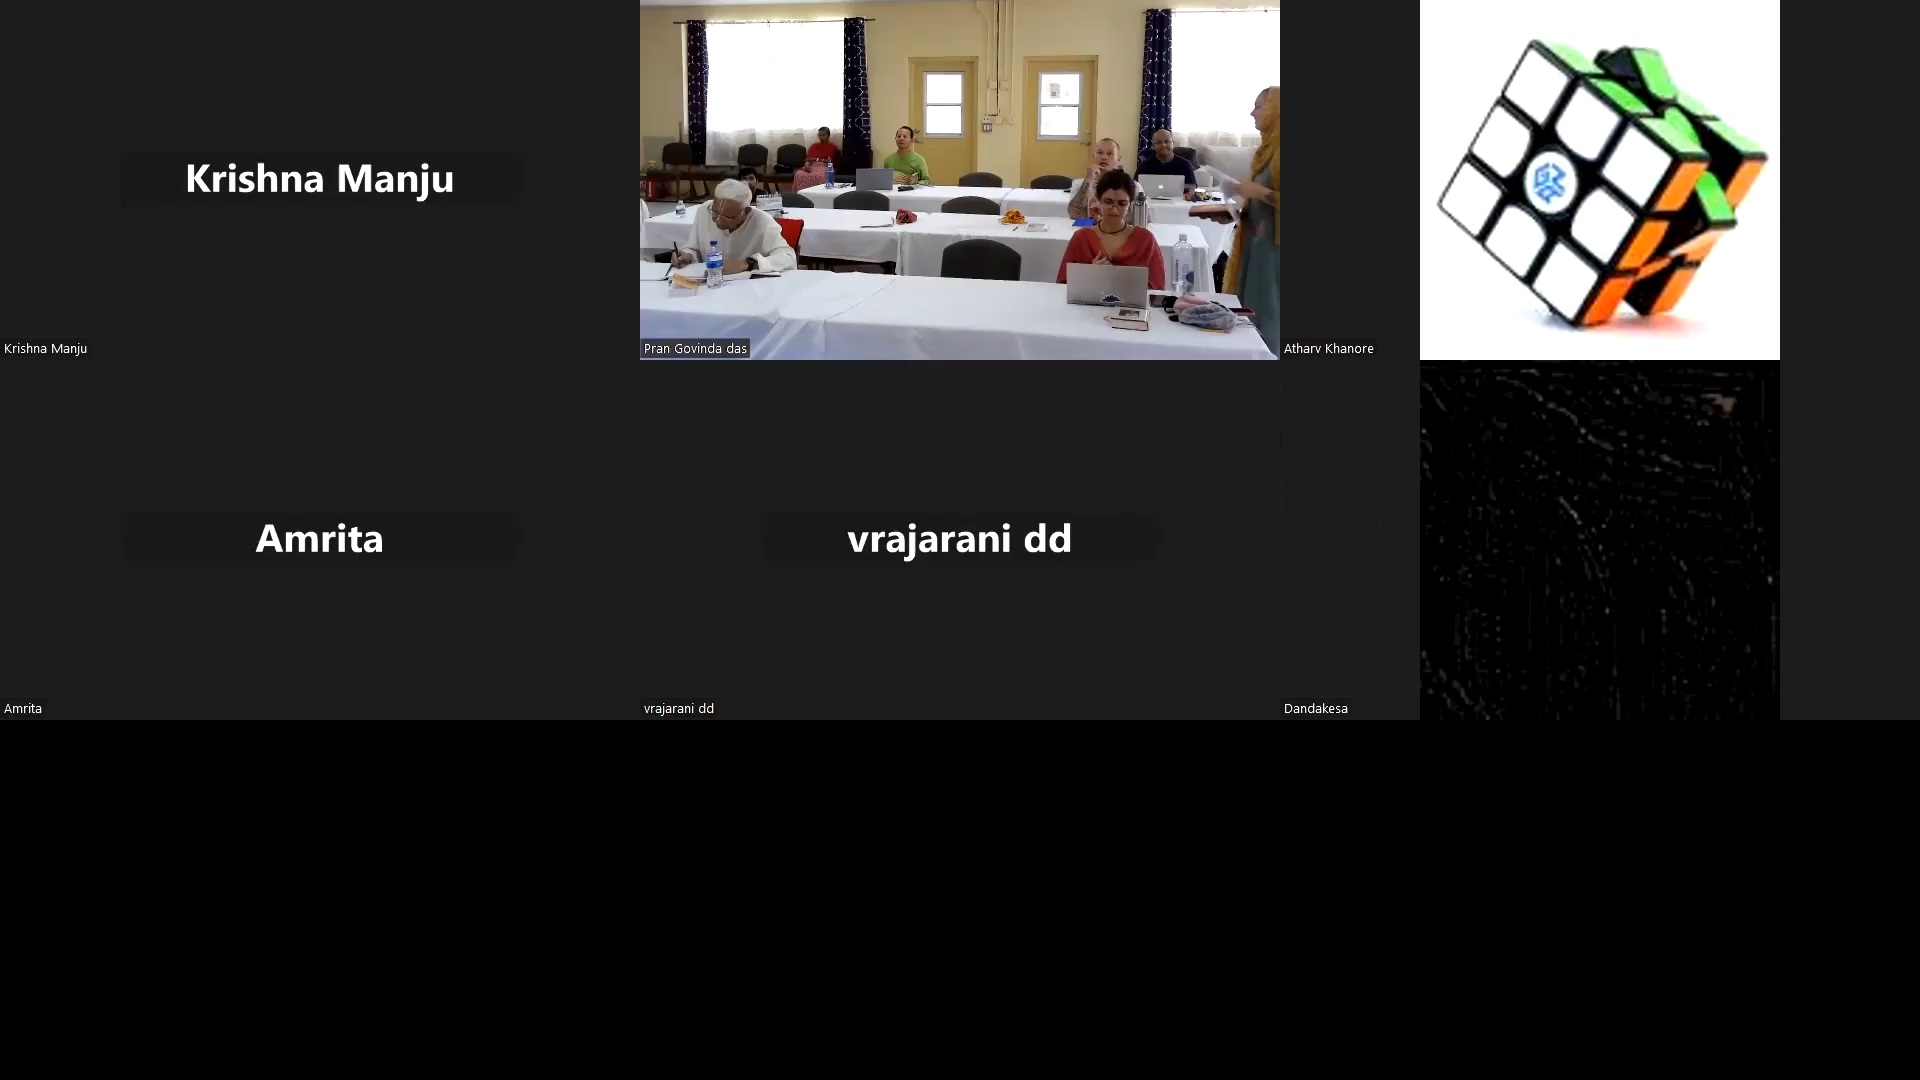 Krishna Manju
Krishna Manju
Pran Govinda das
Atharv Khanore
Amrita
vrajarani dd
Amrita
vrajarani dd
Dandakesa